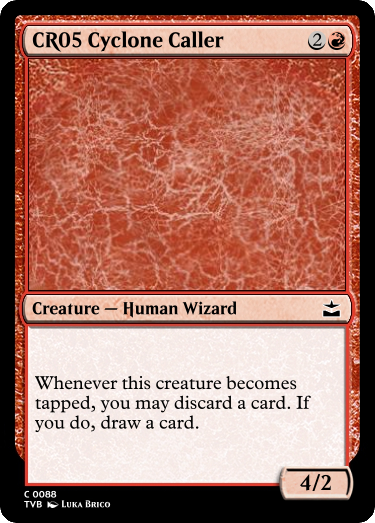 CR05 Cyclone Caller 2
Creature — Human Wizard
Whenever this creature becomes
tapped, you may discard a card. If
you do, draw a card.
4/2
C 0088
TVB Luka Brico